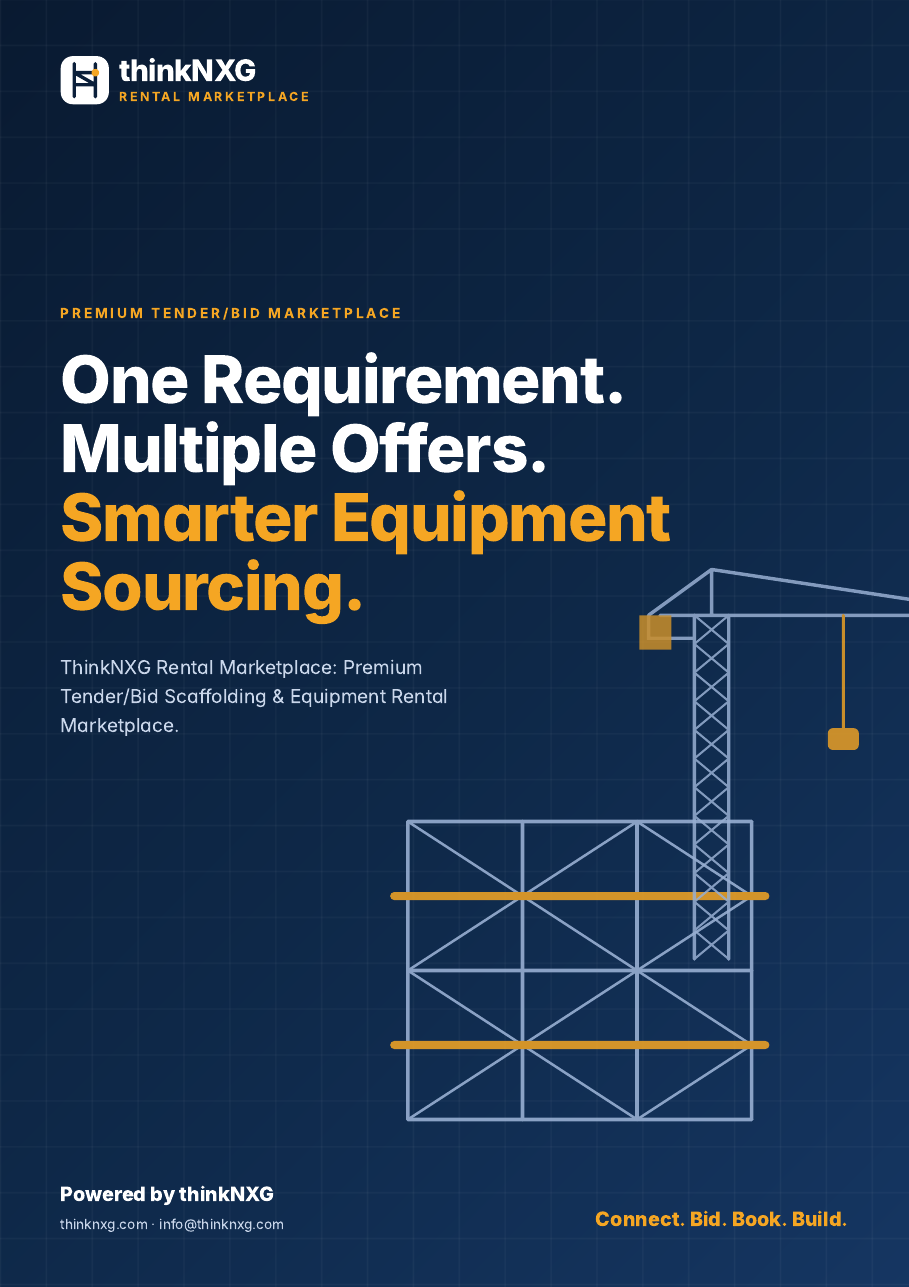 thinkNXG
RENTAL MARKETPLACE
PREMIUM TENDER/BID MARKETPLACE
One Requirement.
Multiple Offers.
Smarter Equipment
Sourcing.
ThinkNXG Rental Marketplace: Premium
Tender/Bid Scaffolding & Equipment Rental
Marketplace.
Powered by thinkNXG
thinknxg.com · info@thinknxg.com
Connect. Bid. Book. Build.